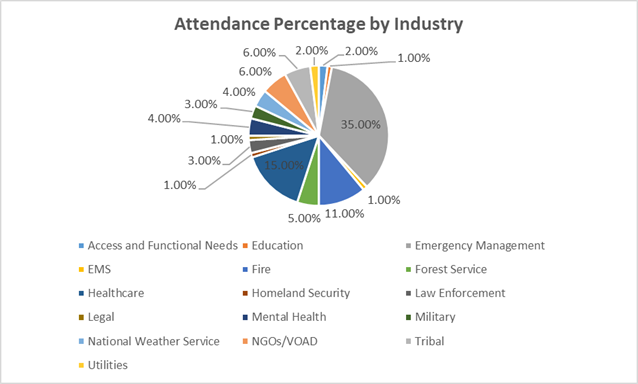 Attendance Percentage by Industry
6.00% 2.00% 2.00%
1.00%
6.00%
4.00%
3.00%
35.00%
4.00%
1.00%
3.00%
15.00%
1.00%
1.00%
5.00% 11.00%
Access and Functional Needs Education Emergency Management
EMS Fire Forest Service
Healthcare Homeland Security Law Enforcement
Legal Mental Health Military
National Weather Service NGOs/VOAD Tribal
Utilities